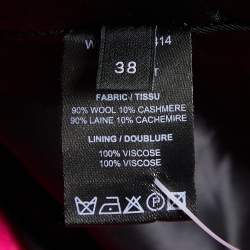 38
FABRIC / TISSU
90% WOOL 10% CASHMERE
90% LAINE 10% CACHEMIRE
LINING / DOUBLURE
100% VISCOSE
100% VISCOSE